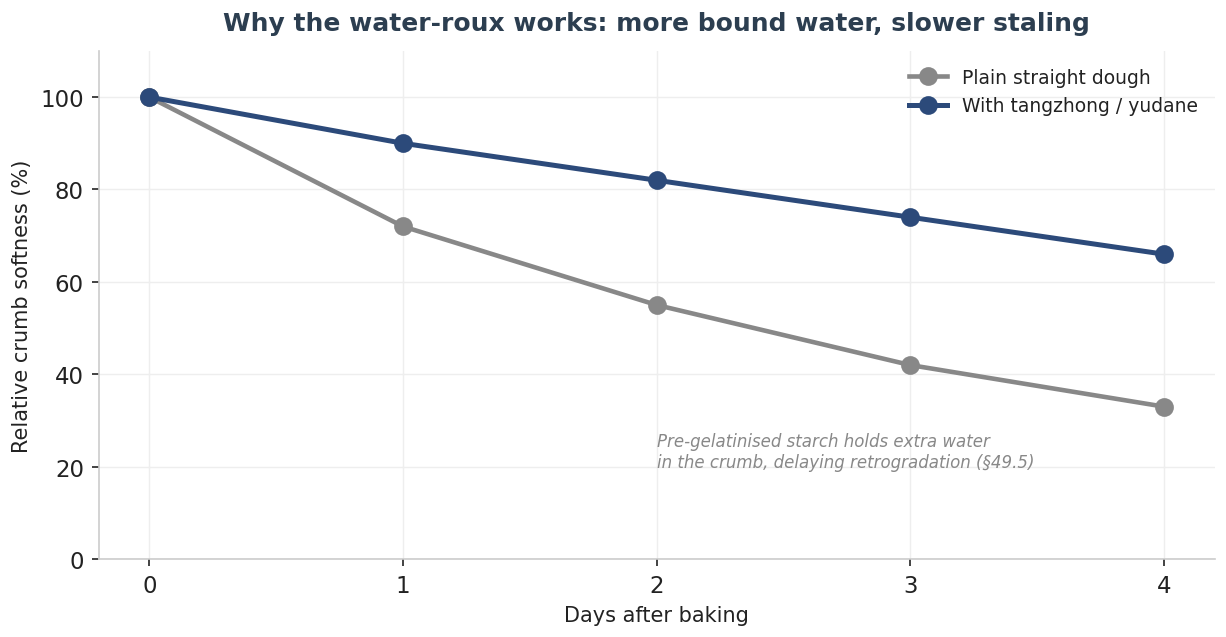 Why the water-roux works: more bound water, slower staling
Plain straight dough
With tangzhong / yudane
Relative crumb softness (%)
100
80
60
40
20
0
Pre-gelatinised starch holds extra water
in the crumb, delaying retrogradation (§49.5)
0 1 2 3 4
Days after baking